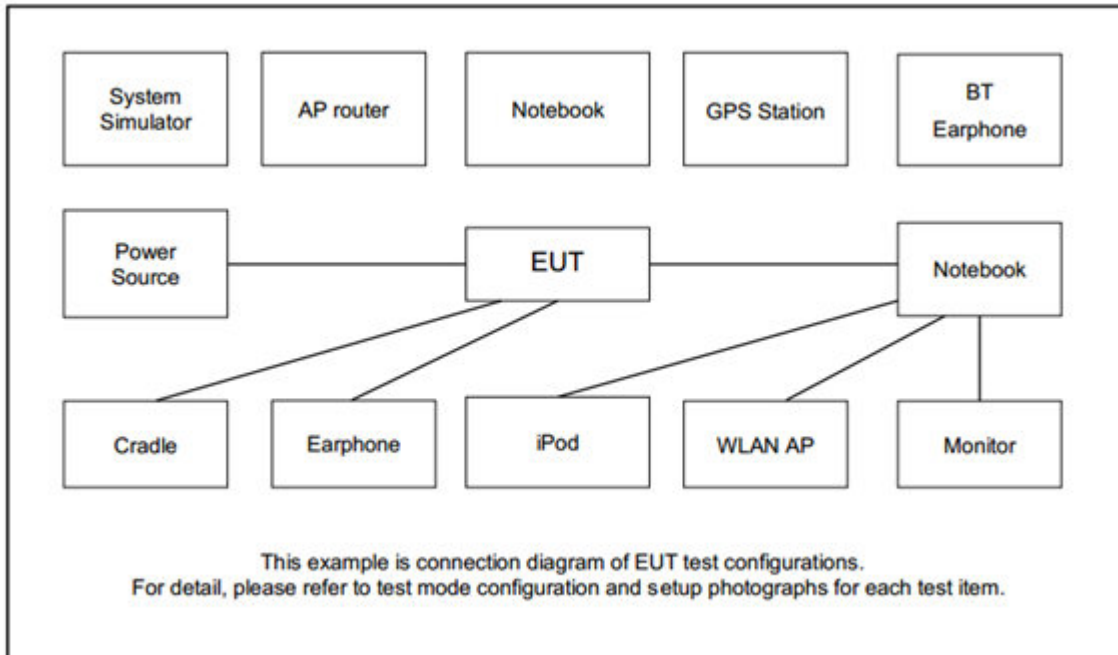 System
Simulator
AP router
Notebook
GPS Station
BT
Earphone
Power
Source
EUT
Notebook
Cradle
Earphone
iPod
WLAN AP
Monitor
This example is connection diagram of EUT test configurations.
For detail, please refer to test mode configuration and setup photographs for each test item.